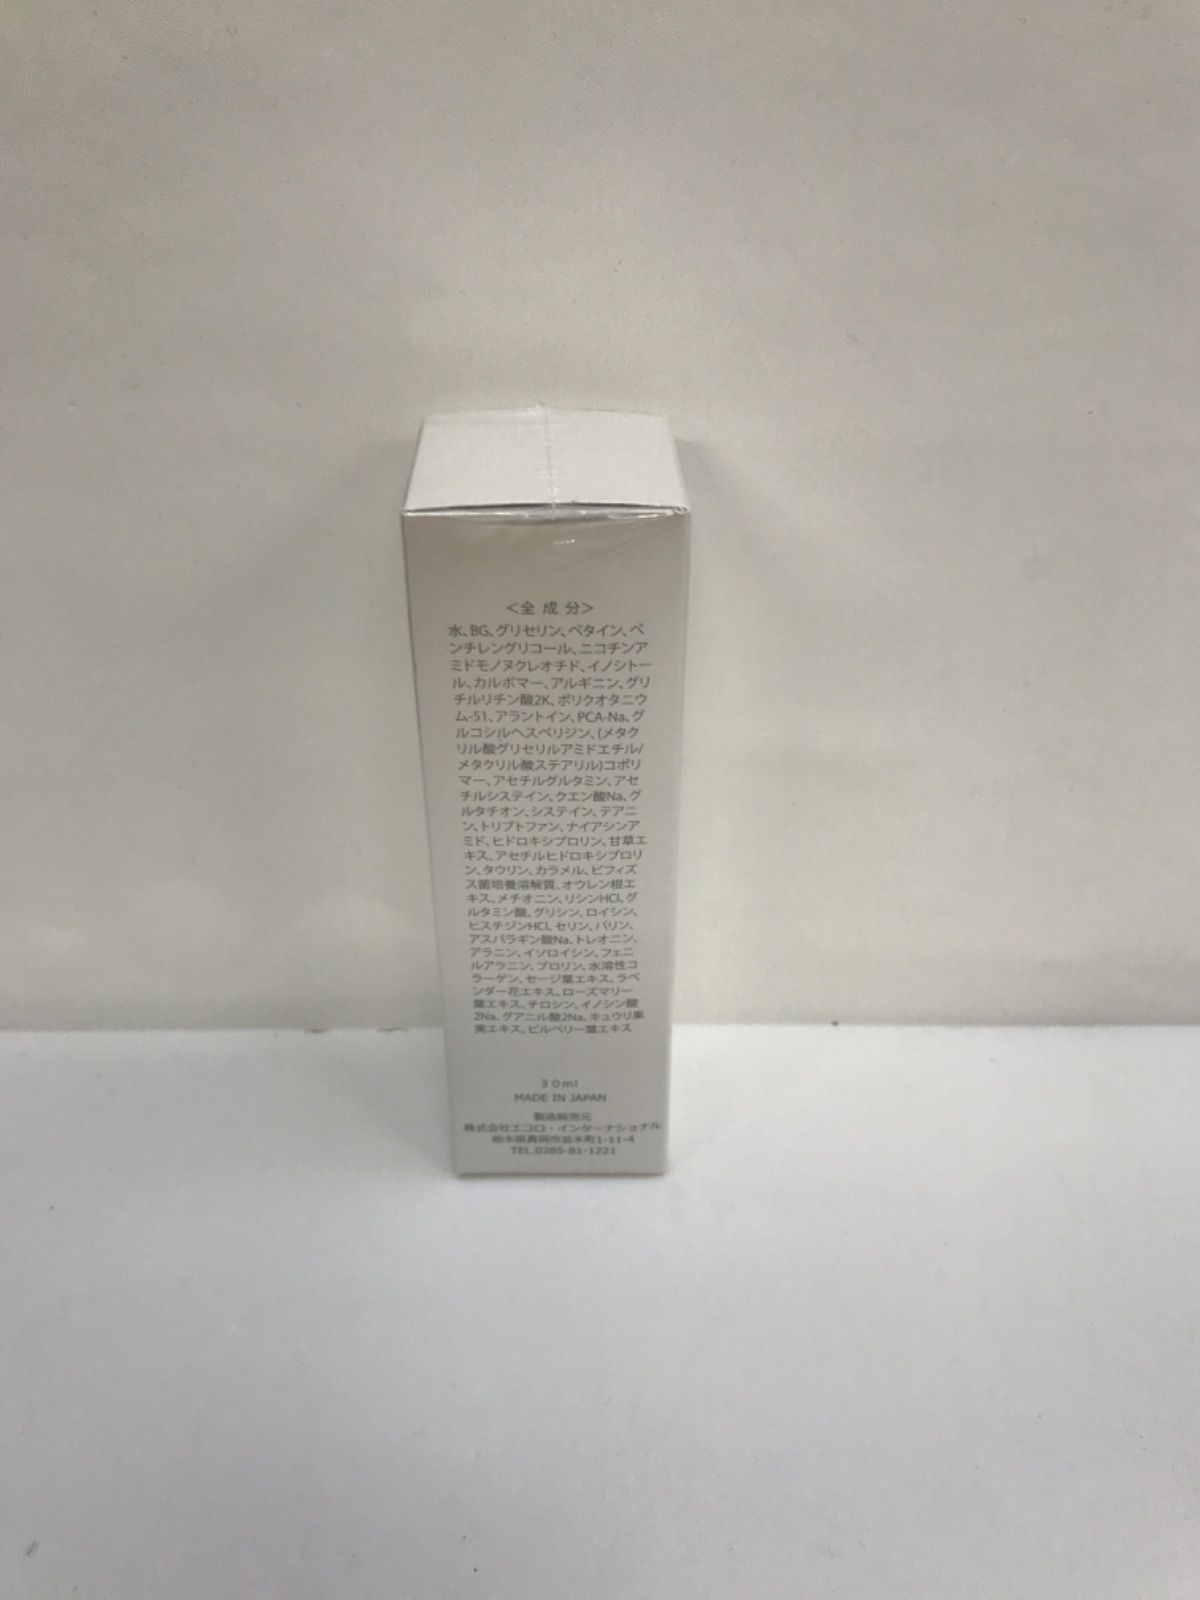 ＜全 成 分＞
水、BG、グリセリン、ベタイン、ペ
ンチレングリコール、ニコチンア
ミドモノヌクレオチド、イノシトー
ル、カルボマー、アルギニン、グリ
チルリチン酸2K、ポリクオタニウ
ム-51、アラントイン、PCA-Na、グ
ルコシルヘスペリジン、(メタク
リル酸グリセリルアミドエチル/
メタクリル酸ステアリル)コポリ
マー、アセチルグルタミン、アセ
チルシステイン、クエン酸Na、グ
ルタチオン、システイン、テアニ
ン、トリプトファン、ナイアシンア
ミド、ヒドロキシプロリン、甘草エ
キス、アセチルヒドロキシプロリ
ン、タウリン、カラメル、ビフィズ
ス菌培養溶解質、オウレン根エ
キス、メチオニン、リシンHCl、グ
ルタミン酸、グリシン、ロイシン、
ヒスチジンHCl、セリン、バリン、
アスパラギン酸Na、トレオニン、
アラニン、イソロイシン、フェニ
ルアラニン、プロリン、水溶性コ
ラーゲン、セージ葉エキス、ラベ
ンダー花エキス、ローズマリー
葉エキス、チロシン、イノシン酸
2Na、グアニル酸2Na、キュウリ果
実エキス、ビルベリー葉エキス
30ml
MADE IN JAPAN
製造販売元
株式会社エコロ・インターナショナル
栃木県真岡市並木町1-11-4
TEL.0285-81-1221